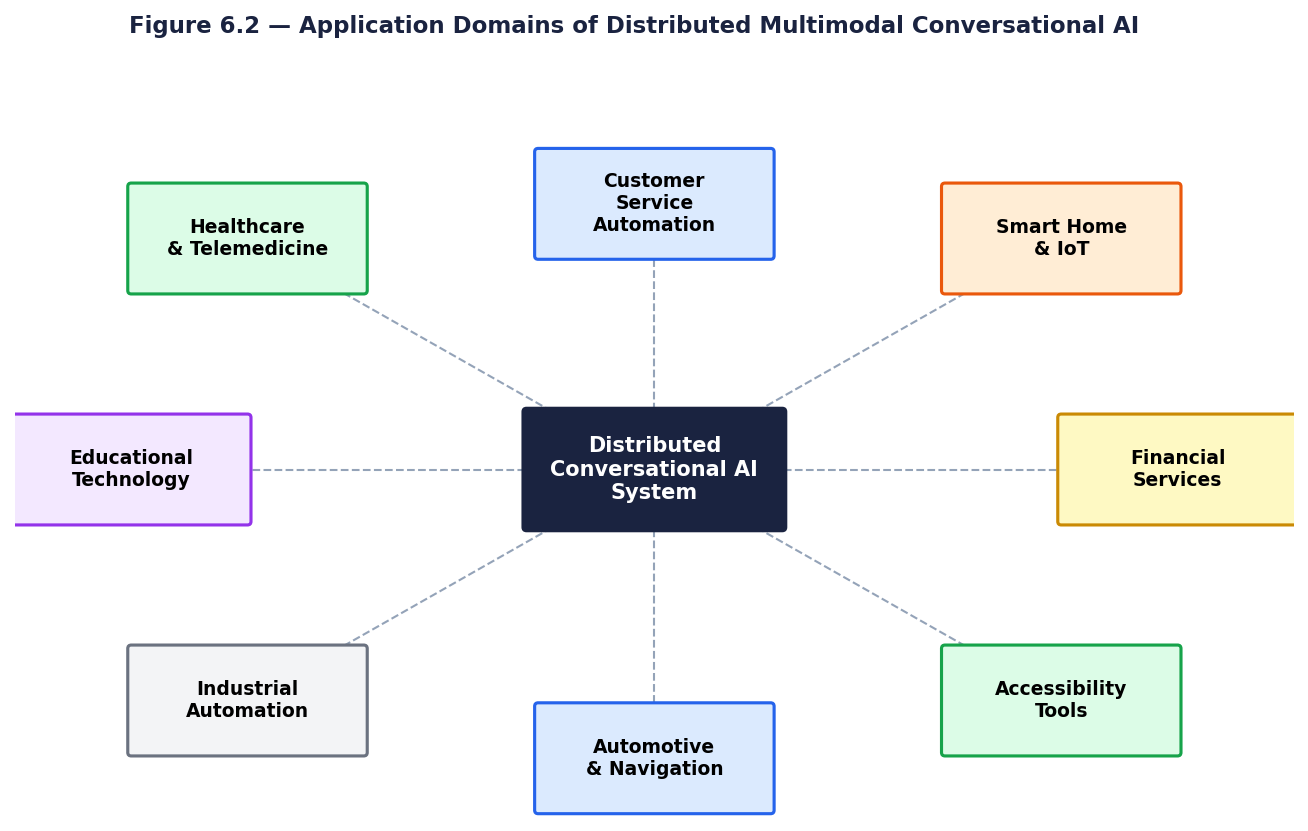 Figure 6.2 — Application Domains of Distributed Multimodal Conversational AI
Customer
Service
Automation
Healthcare
& Telemedicine
Smart Home
& IoT
Educational
Technology
Distributed
Conversational AI
System
Financial
Services
Industrial
Automation
Accessibility
Tools
Automotive
& Navigation